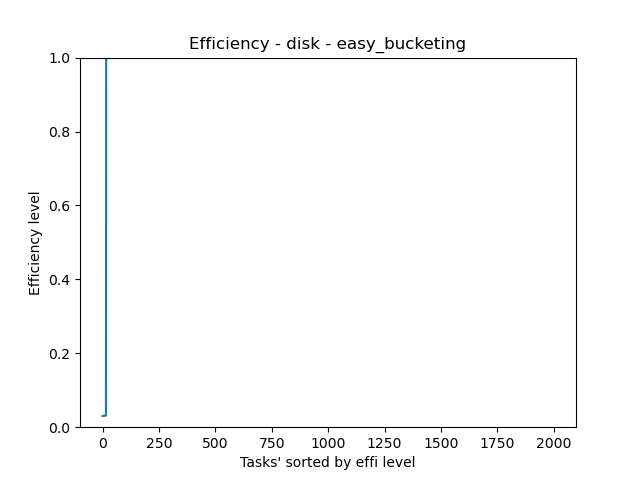 Efficiency - disk - easy_bucketing
1.0
0.8
0.6
0.4
0.2
0.0
Efficiency level
0 250 500 750 1000 1250 1500 1750 2000
Tasks' sorted by effi level